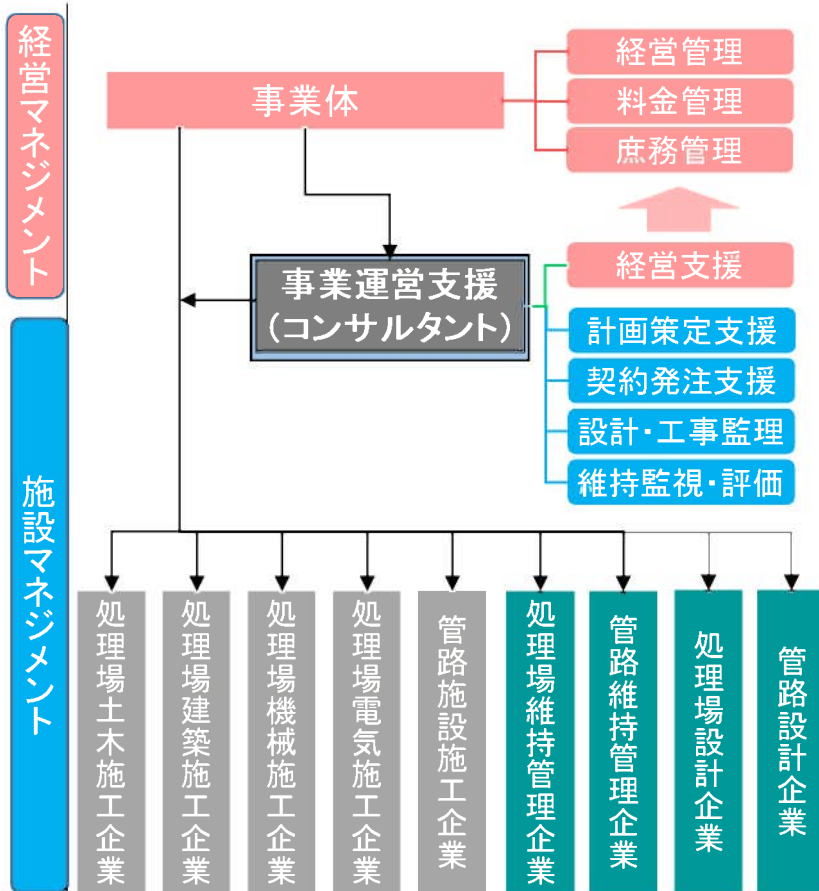 経営マネジメント
事業体
経営管理
料金管理
庶務管理
事業運営支援
(コンサルタント)
経営支援
計画策定支援
契約発注支援
設計・工事監理
維持監視・評価
施設マネジメント
処理場土木施工企業
処理場建築施工企業
処理場機械施工企業
処理場電気施工企業
管路施設施工企業
処理場維持管理企業
管路維持管理企業
処理場設計企業
管路設計企業